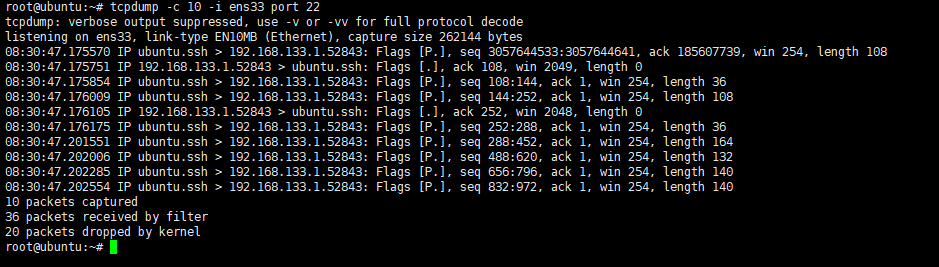 root@ubuntu:~# tcpdump -c 10 -i ens33 port 22
tcpdump: verbose output suppressed, use -v or -vv for full protocol decode
listening on ens33, link-type EN10MB (Ethernet), capture size 262144 bytes
08:30:47.175570 IP ubuntu.ssh > 192.168.133.1.52843: Flags [P.], seq 3057644533:3057644641, ack 185607739, win 254, length 108
08:30:47.175751 IP 192.168.133.1.52843 > ubuntu.ssh: Flags [.], ack 108, win 2049, length 0
08:30:47.175854 IP ubuntu.ssh > 192.168.133.1.52843: Flags [P.], seq 108:144, ack 1, win 254, length 36
08:30:47.176009 IP ubuntu.ssh > 192.168.133.1.52843: Flags [P.], seq 144:252, ack 1, win 254, length 108
08:30:47.176105 IP 192.168.133.1.52843 > ubuntu.ssh: Flags [.], ack 252, win 2048, length 0
08:30:47.176175 IP ubuntu.ssh > 192.168.133.1.52843: Flags [P.], seq 252:288, ack 1, win 254, length 36
08:30:47.201551 IP ubuntu.ssh > 192.168.133.1.52843: Flags [P.], seq 288:452, ack 1, win 254, length 164
08:30:47.202006 IP ubuntu.ssh > 192.168.133.1.52843: Flags [P.], seq 488:620, ack 1, win 254, length 132
08:30:47.202285 IP ubuntu.ssh > 192.168.133.1.52843: Flags [P.], seq 656:796, ack 1, win 254, length 140
08:30:47.202554 IP ubuntu.ssh > 192.168.133.1.52843: Flags [P.], seq 832:972, ack 1, win 254, length 140
10 packets captured
36 packets received by filter
20 packets dropped by kernel
root@ubuntu:~#